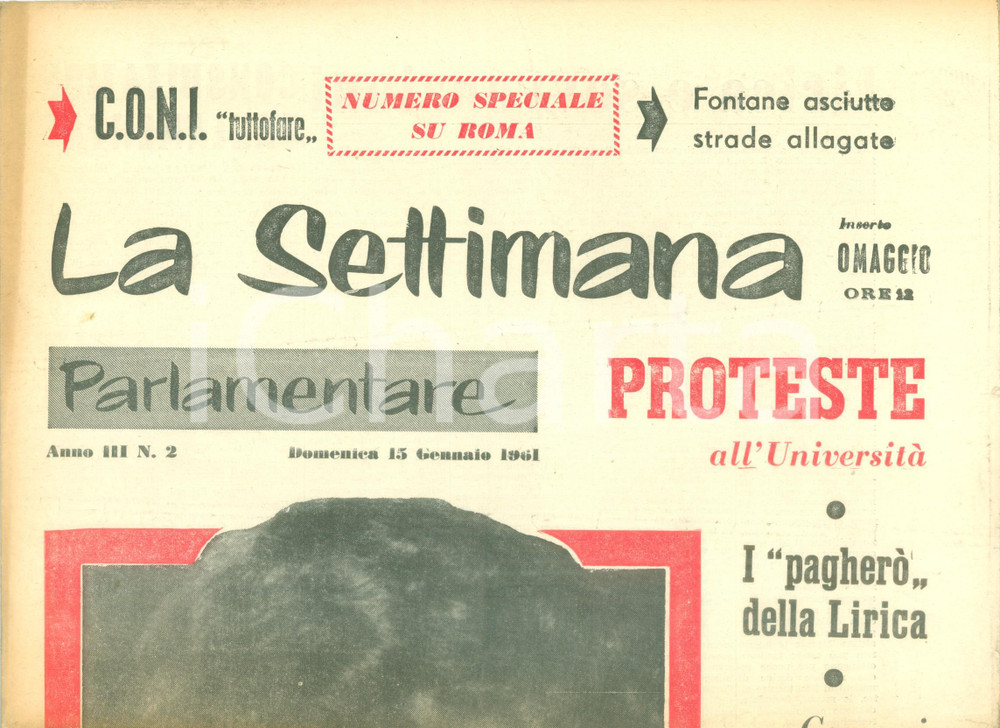 C.O.N.I. “tuttofare„
NUMERO SPECIALE
SU ROMA
Fontane asciutte
strade allagate
La Settimana
Inserto
OMAGGIO
ORE 12
Parlamentare
PROTESTE
all’Università
Anno III N. 2
Domenica 15 Gennaio 1961
I “pagherò„
della Lirica
iCharta